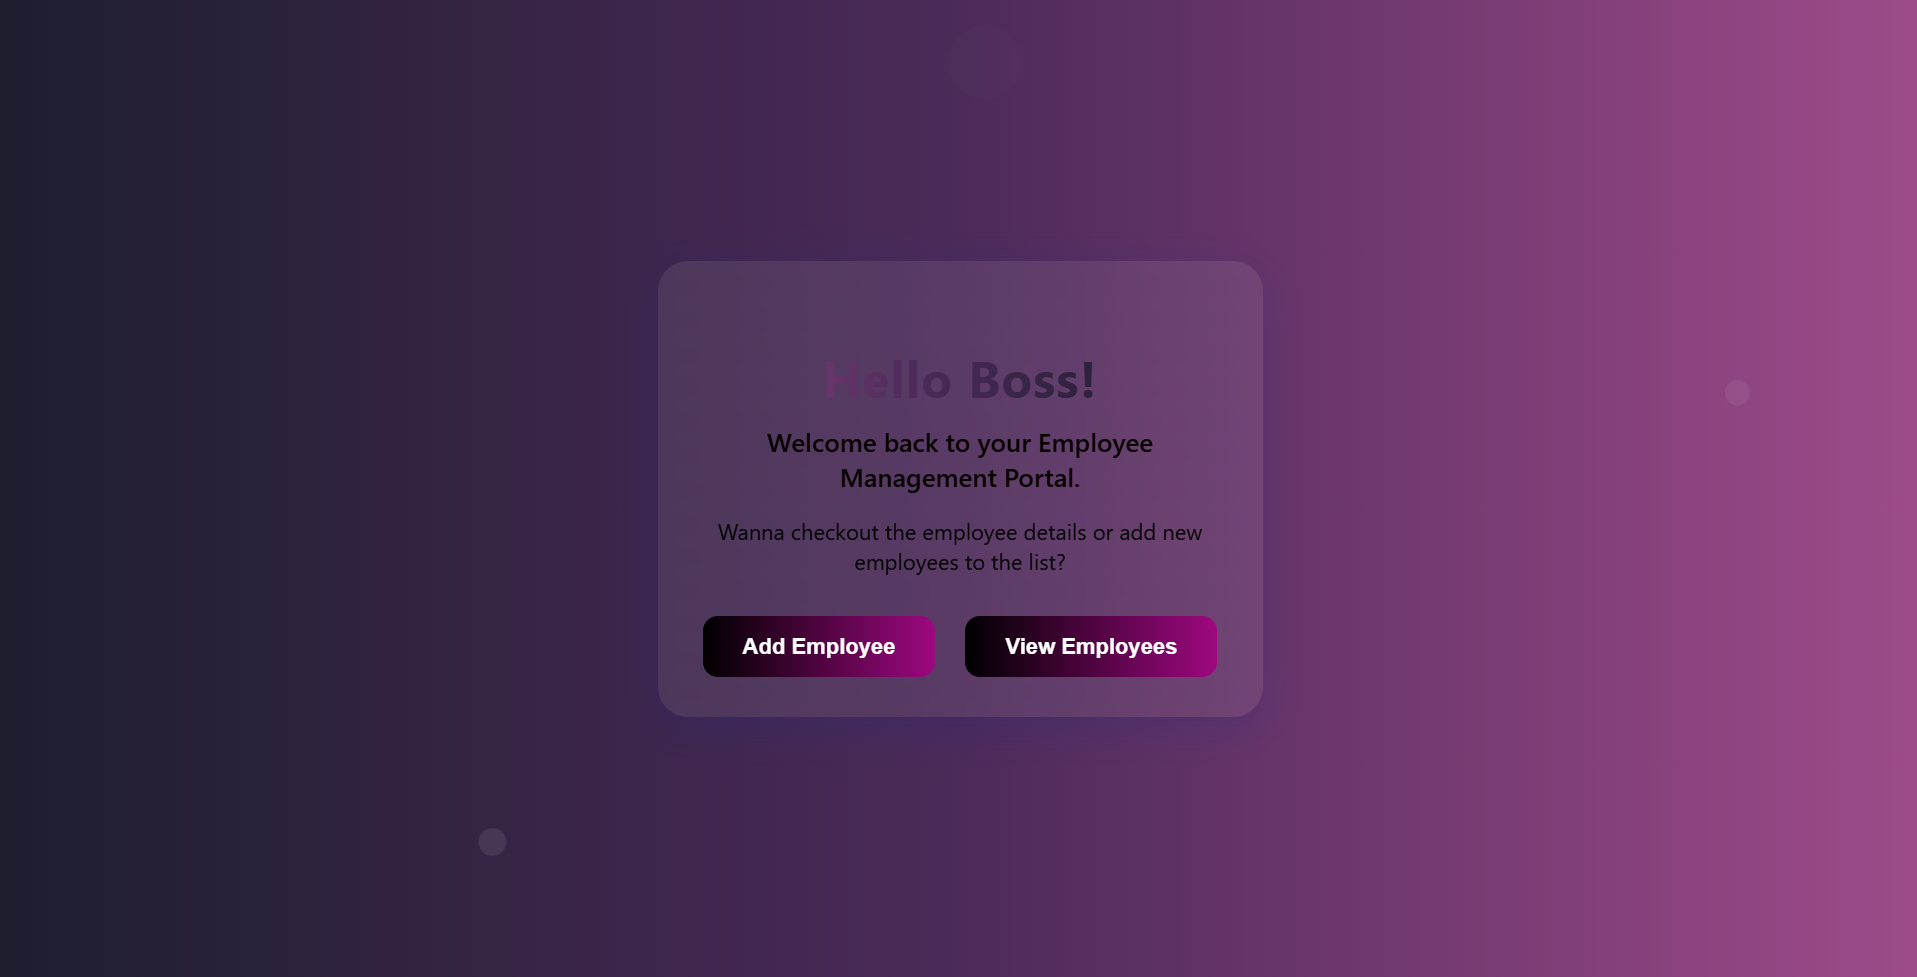 Hello Boss!
Welcome back to your Employee
Management Portal.
Wanna checkout the employee details or add new
employees to the list?
Add Employee
View Employees